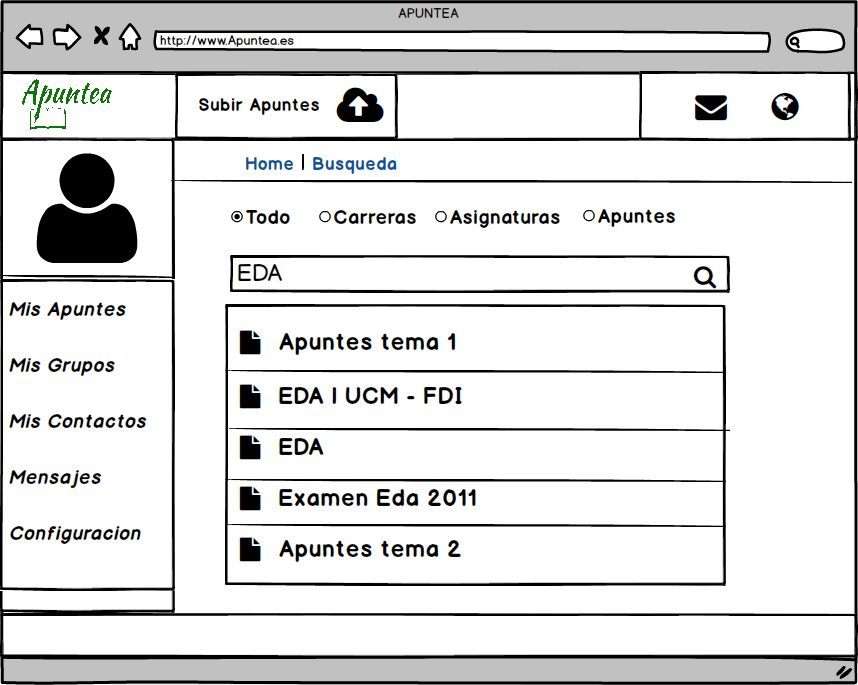 APUNTEA
http://www.Apuntea.es
Apuntea
Subir Apuntes
Home | Busqueda
Todo Carreras Asignaturas Apuntes
EDA
Mis Apuntes
Mis Grupos
Mis Contactos
Mensajes
Configuracion
Apuntes tema 1
EDA | UCM - FDI
EDA
Examen Eda 2011
Apuntes tema 2